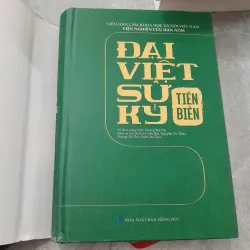 VIỆN HÀN LÂM KHOA HỌC XÃ HỘI VIỆT NAM
VIỆN NGHIÊN CỨU HÁN NÔM
ĐẠI
VIỆT
SỬ
KÝ
TIỀN
BIÊN
NHÀ XUẤT BẢN HỒNG ĐỨC